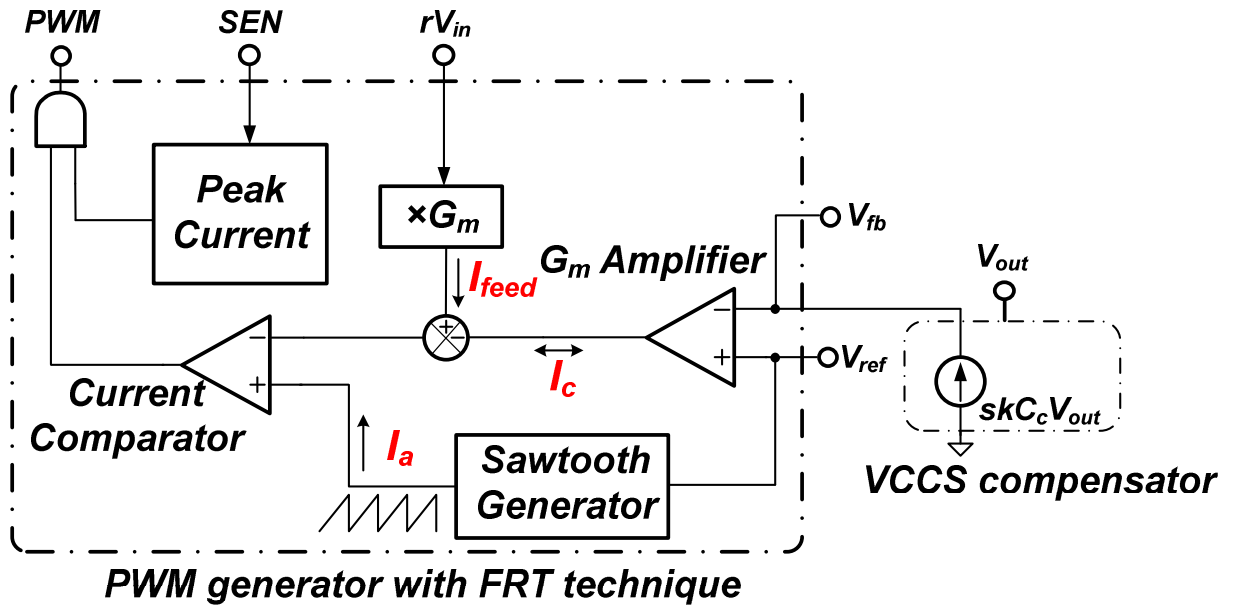 PWM
SEN
rVin
Peak
Current
×Gm
Ifeed
Gm Amplifier
Vfb
Vout
+
−
−
−
+
+
Ic
Vref
skCcVout
Current
Comparator
Ia
Sawtooth
Generator
VCCS compensator
PWM generator with FRT technique